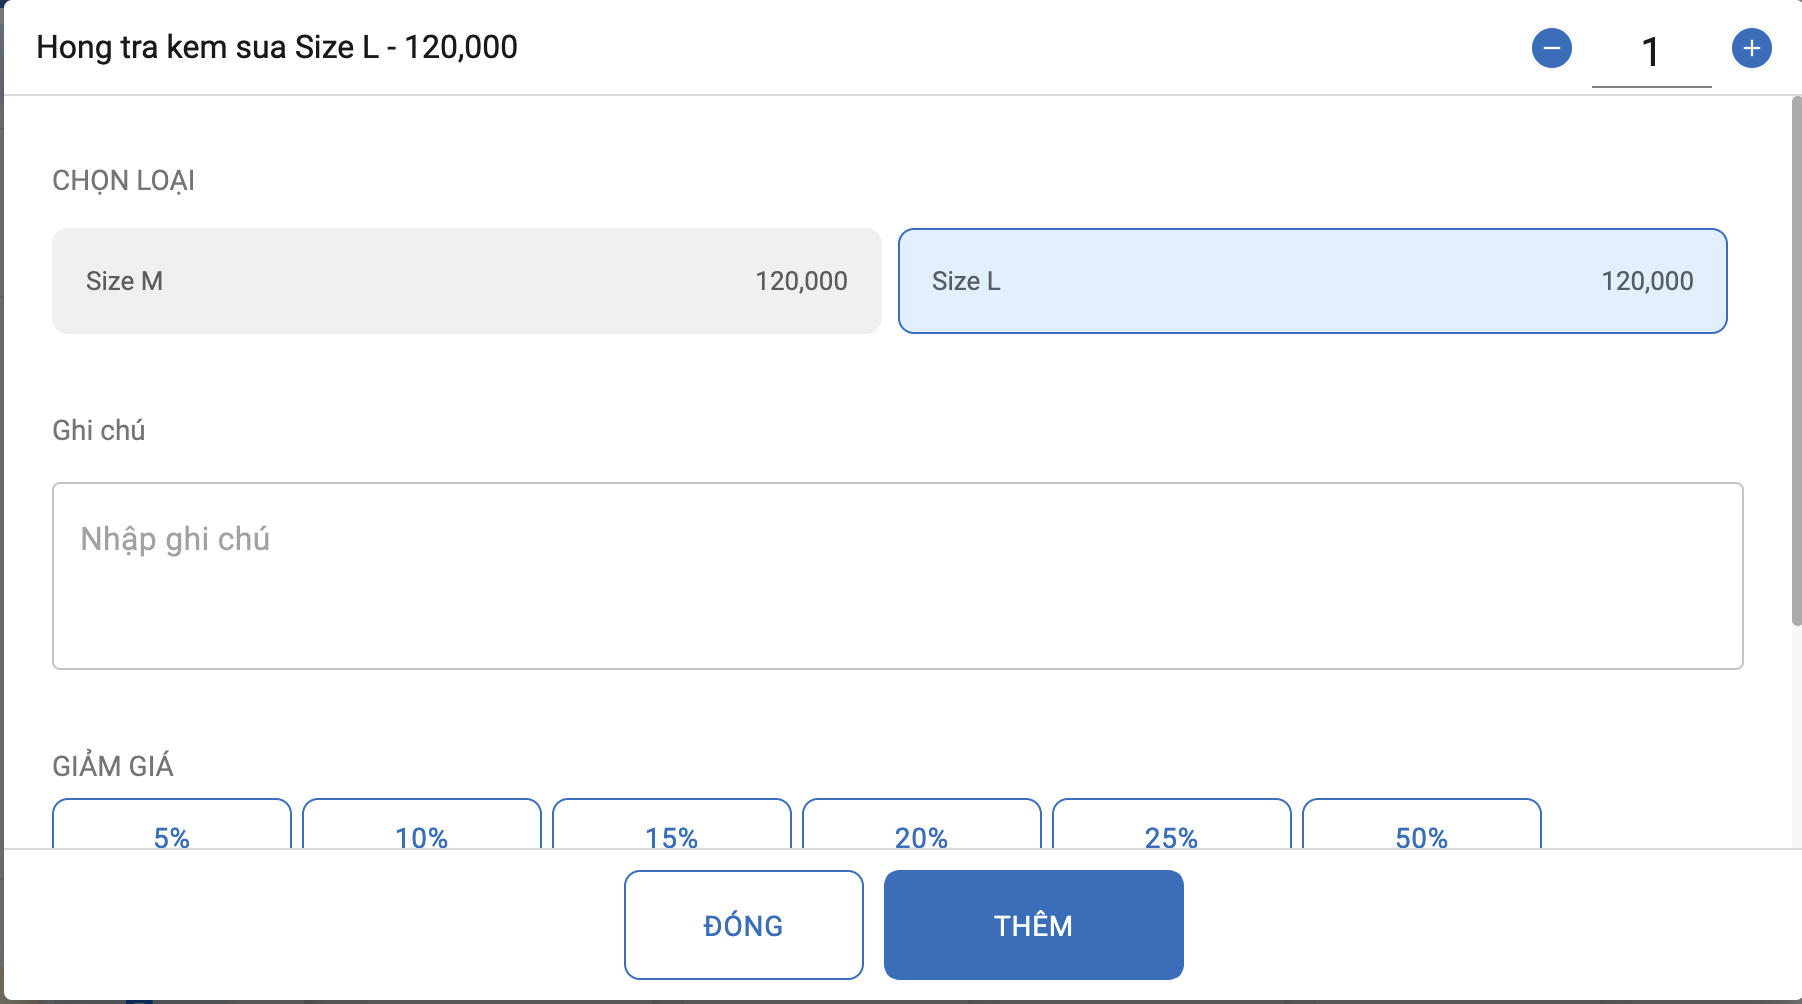 Hong tra kem sua Size L - 120,000
1
CHỌN LOẠI
Size M 120,000
Size L 120,000
Ghi chú
Nhập ghi chú
GIẢM GIÁ
5% 10% 15% 20% 25% 50%
ĐÓNG THÊM